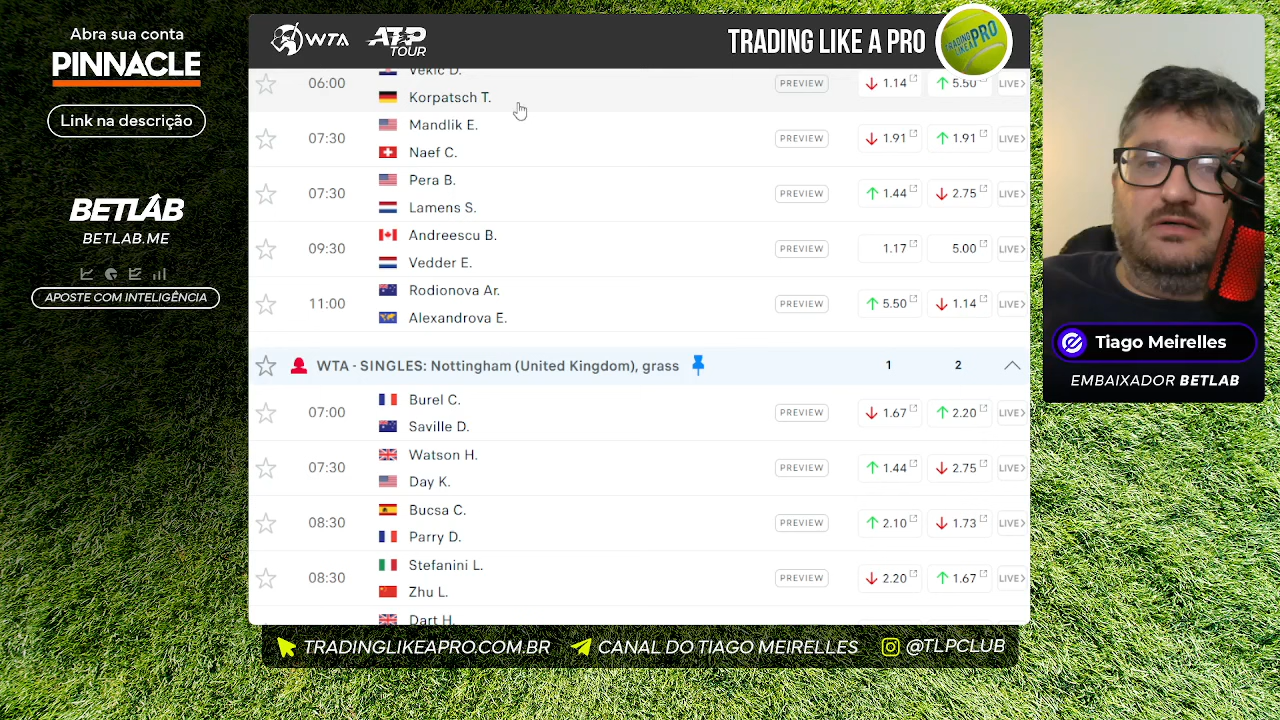 Abra sua conta
PINNACLE
Link na descrição
BETLAB
BETLAB.ME
APOSTE COM INTELIGÊNCIA
WTA
ATP
TOUR
TRADING LIKE A PRO
TRADING
LIKE A PRO
Vekic D.
06:00 PREVIEW 1.14 5.50 LIVE
Korpatsch T.
Mandlik E.
07:30 PREVIEW 1.91 1.91 LIVE
Naef C.
Pera B.
07:30 PREVIEW 1.44 2.75 LIVE
Lamens S.
Andreescu B.
09:30 PREVIEW 1.17 5.00 LIVE
Vedder E.
Rodionova Ar.
11:00 PREVIEW 5.50 1.14 LIVE
Alexandrova E.
WTA - SINGLES: Nottingham (United Kingdom), grass 1 2
Burel C.
07:00 PREVIEW 1.67 2.20 LIVE
Saville D.
Watson H.
07:30 PREVIEW 1.44 2.75 LIVE
Day K.
Bucsa C.
08:30 PREVIEW 2.10 1.73 LIVE
Parry D.
Stefanini L.
08:30 PREVIEW 2.20 1.67 LIVE
Zhu L.
Dart H.
Tiago Meirelles
EMBAIXADOR BETLAB
TRADINGLIKEAPRO.COM.BR CANAL DO TIAGO MEIRELLES @TLPCLUB